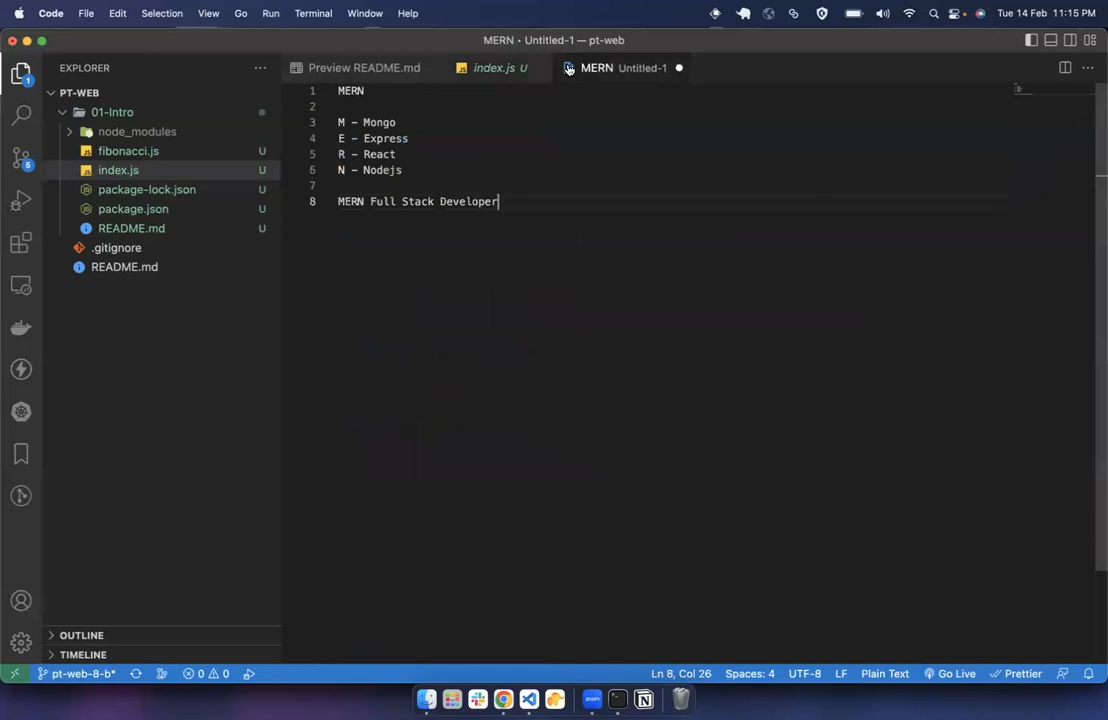 Code File Edit Selection View Go Run Terminal Window Help Tue 14 Feb 11:15 PM
MERN • Untitled-1 — pt-web
EXPLORER
Preview README.md
index.js U
MERN Untitled-1
PT-WEB
01-Intro
node_modules
fibonacci.js U
index.js U
package-lock.json U
package.json U
README.md U
.gitignore
README.md
1 MERN
2
3 M - Mongo
4 E - Express
5 R - React
6 N - Nodejs
7
8 MERN Full Stack Developer
1
5
OUTLINE
TIMELINE
pt-web-8-b* 0 0 Ln 8, Col 26 Spaces: 4 UTF-8 LF Plain Text Go Live Prettier
zoom